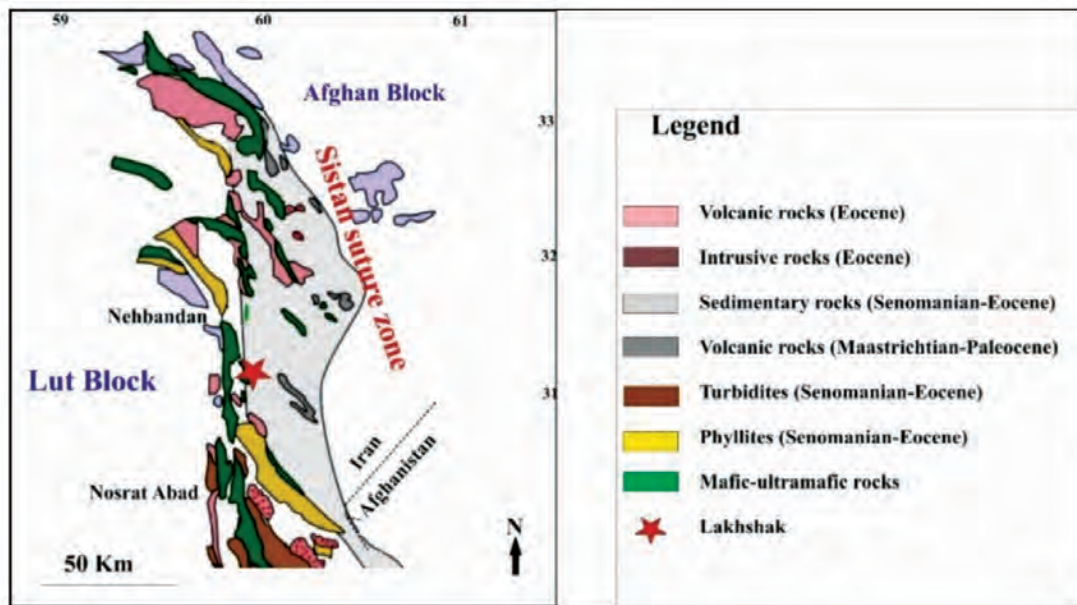 59
60
61
Afghan Block
33
Sistan suture zone
32
Nehbandan
Lut Block
31
Iran
Afghanistan
Nosrat Abad
N
50 Km
Legend
Volcanic rocks (Eocene)
Intrusive rocks (Eocene)
Sedimentary rocks (Senomanian-Eocene)
Volcanic rocks (Maastrichtian-Paleocene)
Turbidites (Senomanian-Eocene)
Phyllites (Senomanian-Eocene)
Mafic-ultramafic rocks
Lakhshak